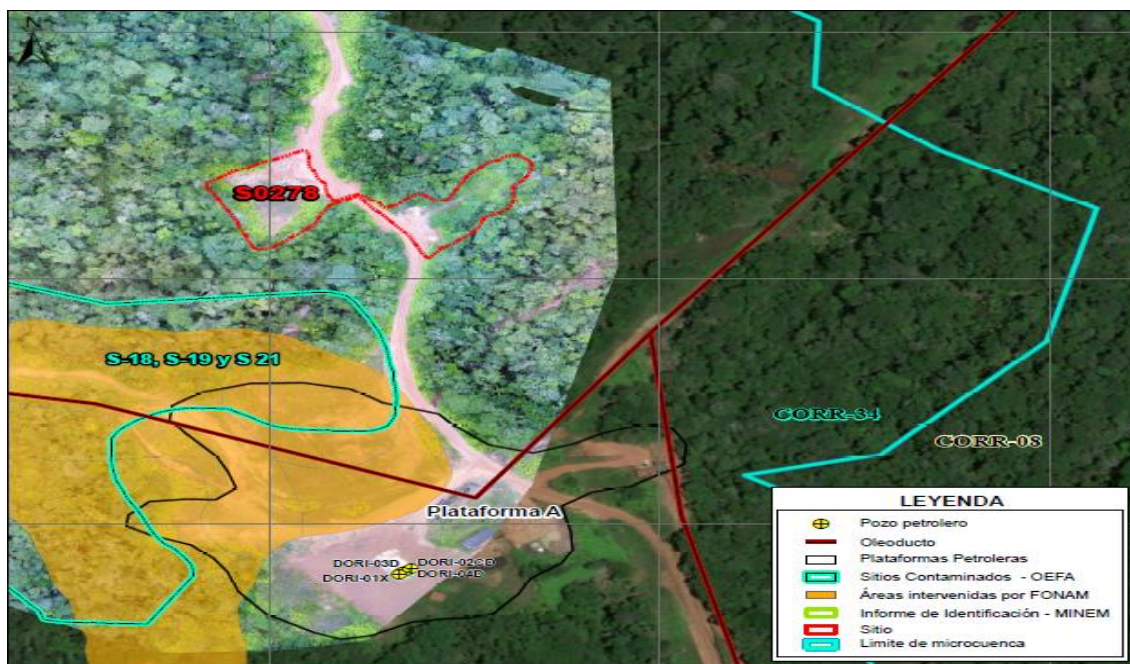 N
S0278
S-18, S-19 y S 21
CORR-34
CORR-08
Plataforma A
DORI-03D
DORI-02CD
DORI-01X
DORI-04D
LEYENDA
Pozo petrolero
Oleoducto
Plataformas Petroleras
Sitios Contaminados - OEFA
Áreas intervenidas por FONAM
Informe de Identificación - MINEM
Sitio
Limite de microcuenca